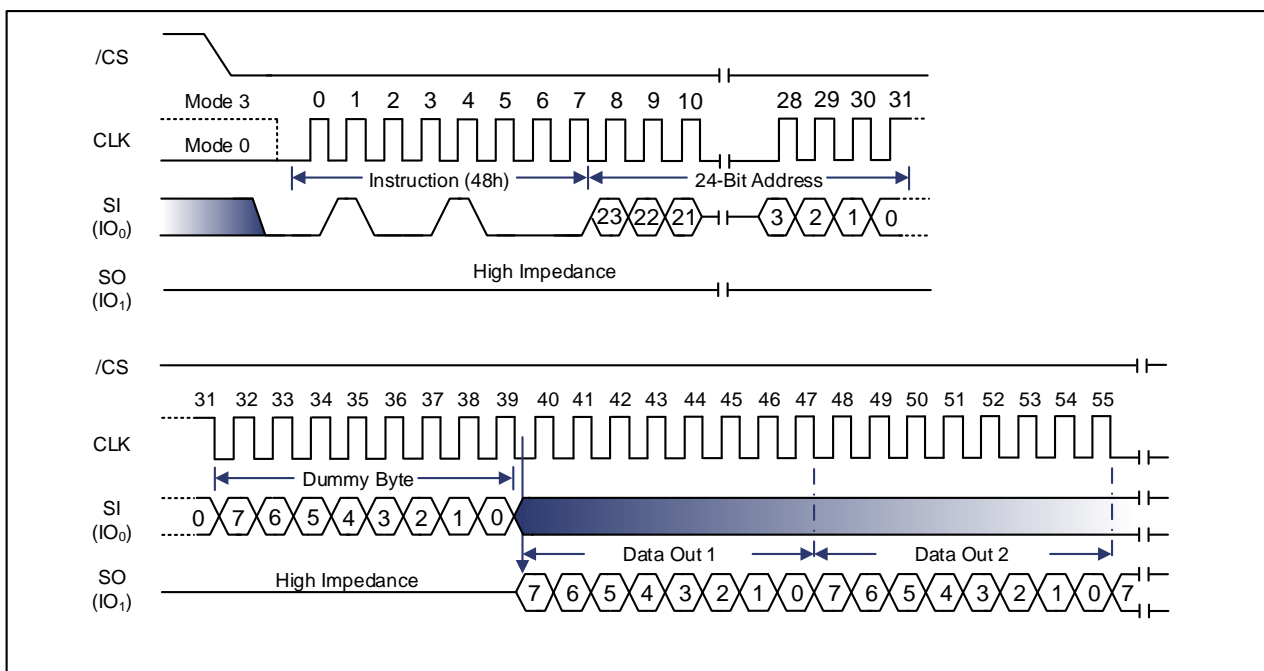 /CS
Mode 3 0 1 2 3 4 5 6 7 8 9 10 28 29 30 31
CLK Mode 0
Instruction (48h) 24-Bit Address
SI
(IO₀) 23 22 21 3 2 1 0
SO
(IO₁) High Impedance
/CS
31 32 33 34 35 36 37 38 39 40 41 42 43 44 45 46 47 48 49 50 51 52 53 54 55
CLK
Dummy Byte
SI
(IO₀) 0 7 6 5 4 3 2 1 0
Data Out 1 Data Out 2
SO
(IO₁) High Impedance 7 6 5 4 3 2 1 0 7 6 5 4 3 2 1 0 7